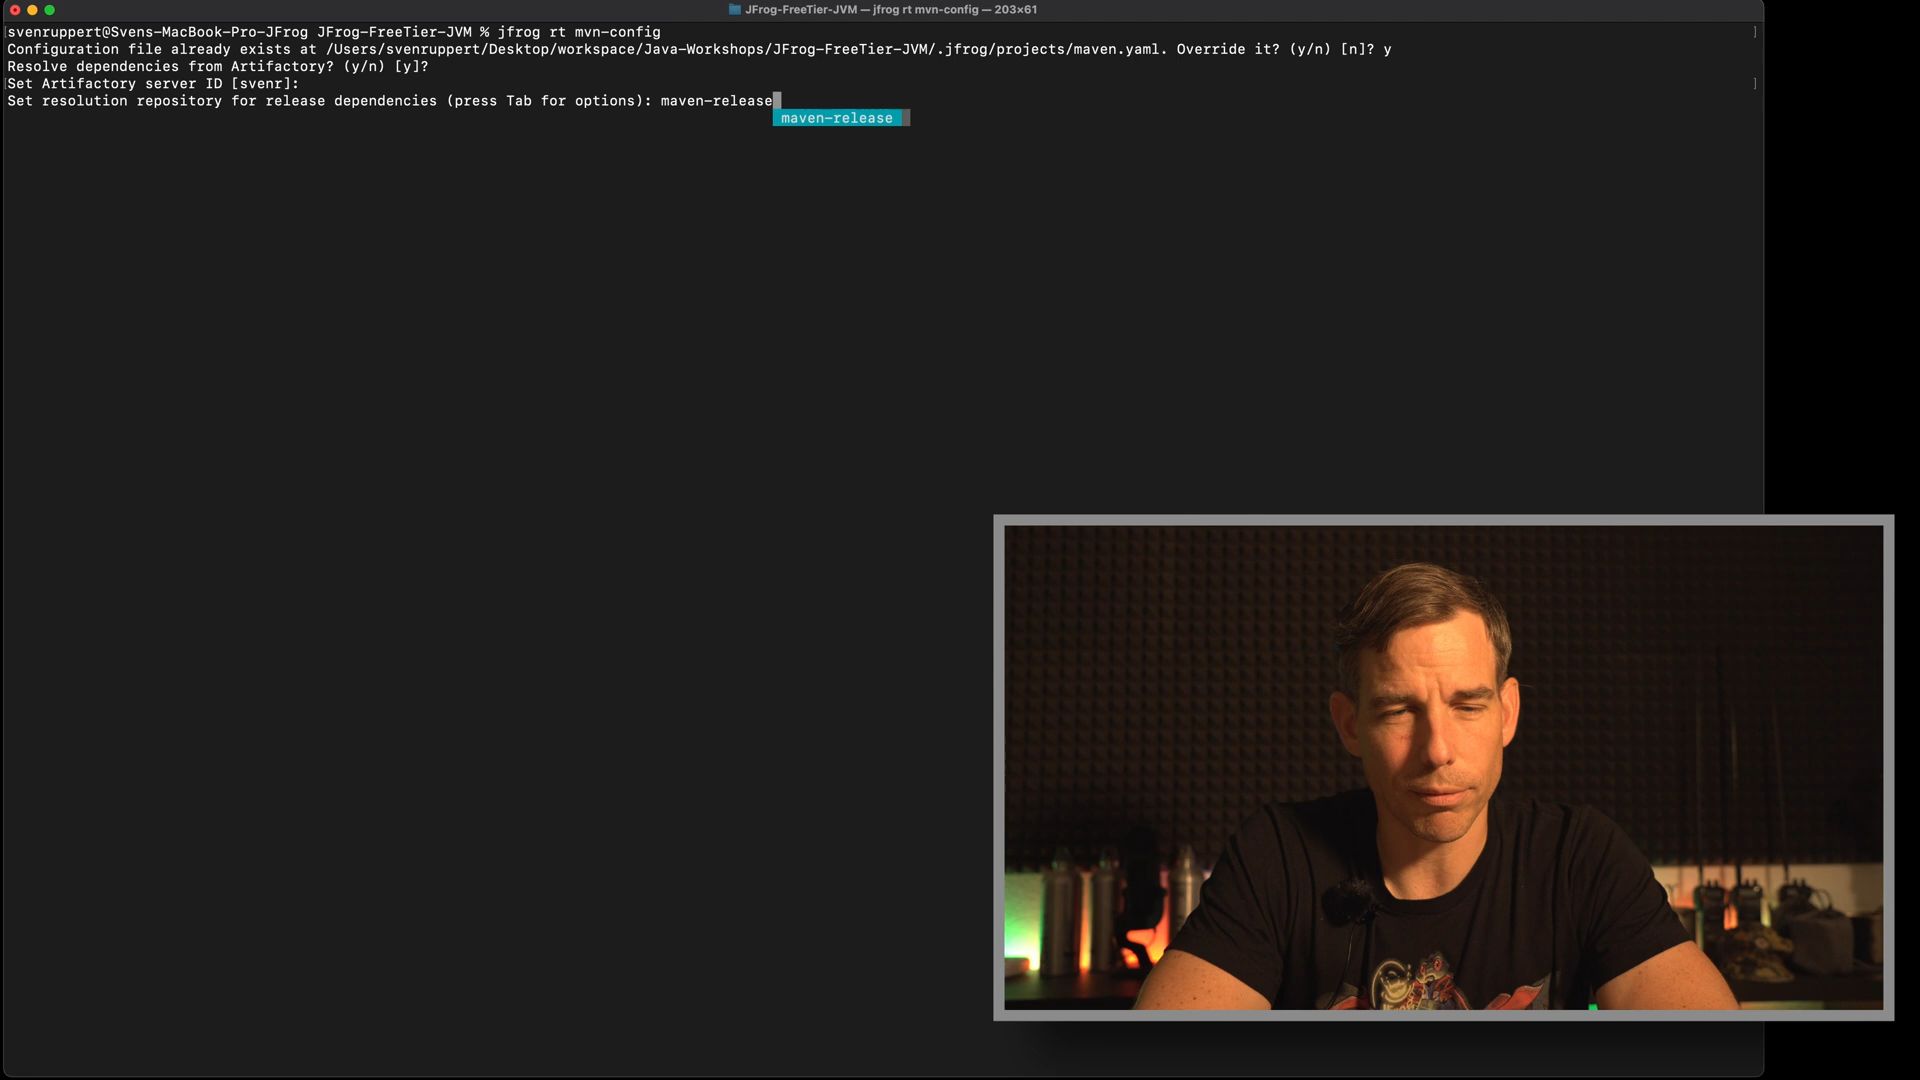 JFrog-FreeTier-JVM — jfrog rt mvn-config — 203×61
[svenruppert@Svens-MacBook-Pro-JFrog JFrog-FreeTier-JVM % jfrog rt mvn-config ]
Configuration file already exists at /Users/svenruppert/Desktop/workspace/Java-Workshops/JFrog-FreeTier-JVM/.jfrog/projects/maven.yaml. Override it? (y/n) [n]? y
Resolve dependencies from Artifactory? (y/n) [y]?
[Set Artifactory server ID [svenr]: ]
Set resolution repository for release dependencies (press Tab for options): maven-release
maven-release